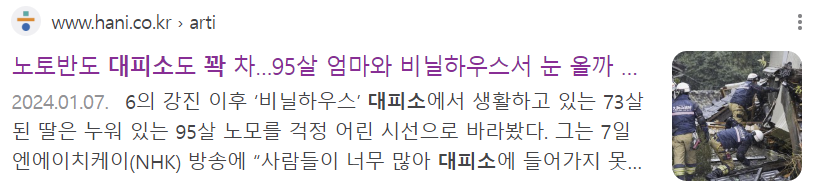 www.hani.co.kr › arti
노토반도 대피소도 꽉 차...95살 엄마와 비닐하우스서 눈 올까 ...
2024.01.07. 6의 강진 이후 ‘비닐하우스’ 대피소에서 생활하고 있는 73살
된 딸은 누워 있는 95살 노모를 걱정 어린 시선으로 바라봤다. 그는 7일
엔에이치케이(NHK) 방송에 “사람들이 너무 많아 대피소에 들어가지 못...